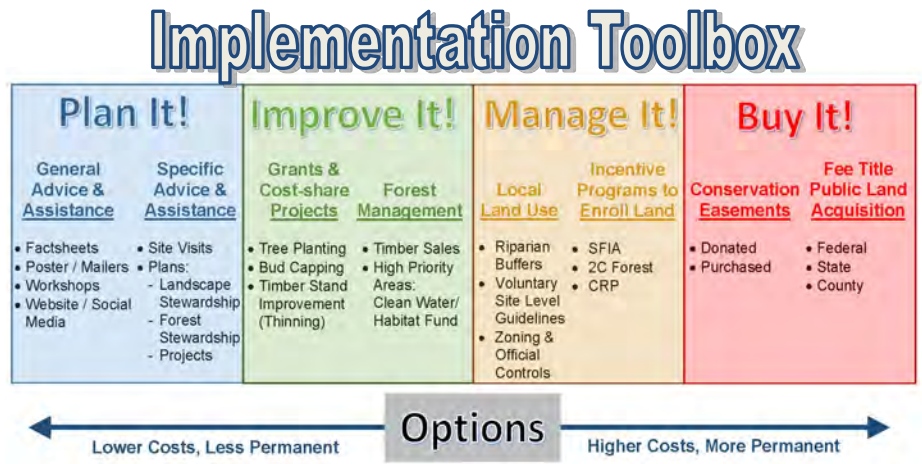 Implementation Toolbox
Plan It!
General
Advice &
Assistance
• Factsheets
• Poster / Mailers
• Workshops
• Website / Social
Media
Specific
Advice &
Assistance
• Site Visits
• Plans:
- Landscape
Stewardship
- Forest
Stewardship
- Projects
Improve It!
Grants &
Cost-share
Projects
• Tree Planting
• Bud Capping
• Timber Stand
Improvement
(Thinning)
Forest
Management
• Timber Sales
• High Priority
Areas:
Clean Water/
Habitat Fund
Manage It!
Local
Land Use
• Riparian
Buffers
• Voluntary
Site Level
Guidelines
• Zoning &
Official
Controls
Incentive
Programs to
Enroll Land
• SFIA
• 2C Forest
• CRP
Buy It!
Conservation
Easements
• Donated
• Purchased
Fee Title
Public Land
Acquisition
• Federal
• State
• County
Options
Lower Costs, Less Permanent
Higher Costs, More Permanent